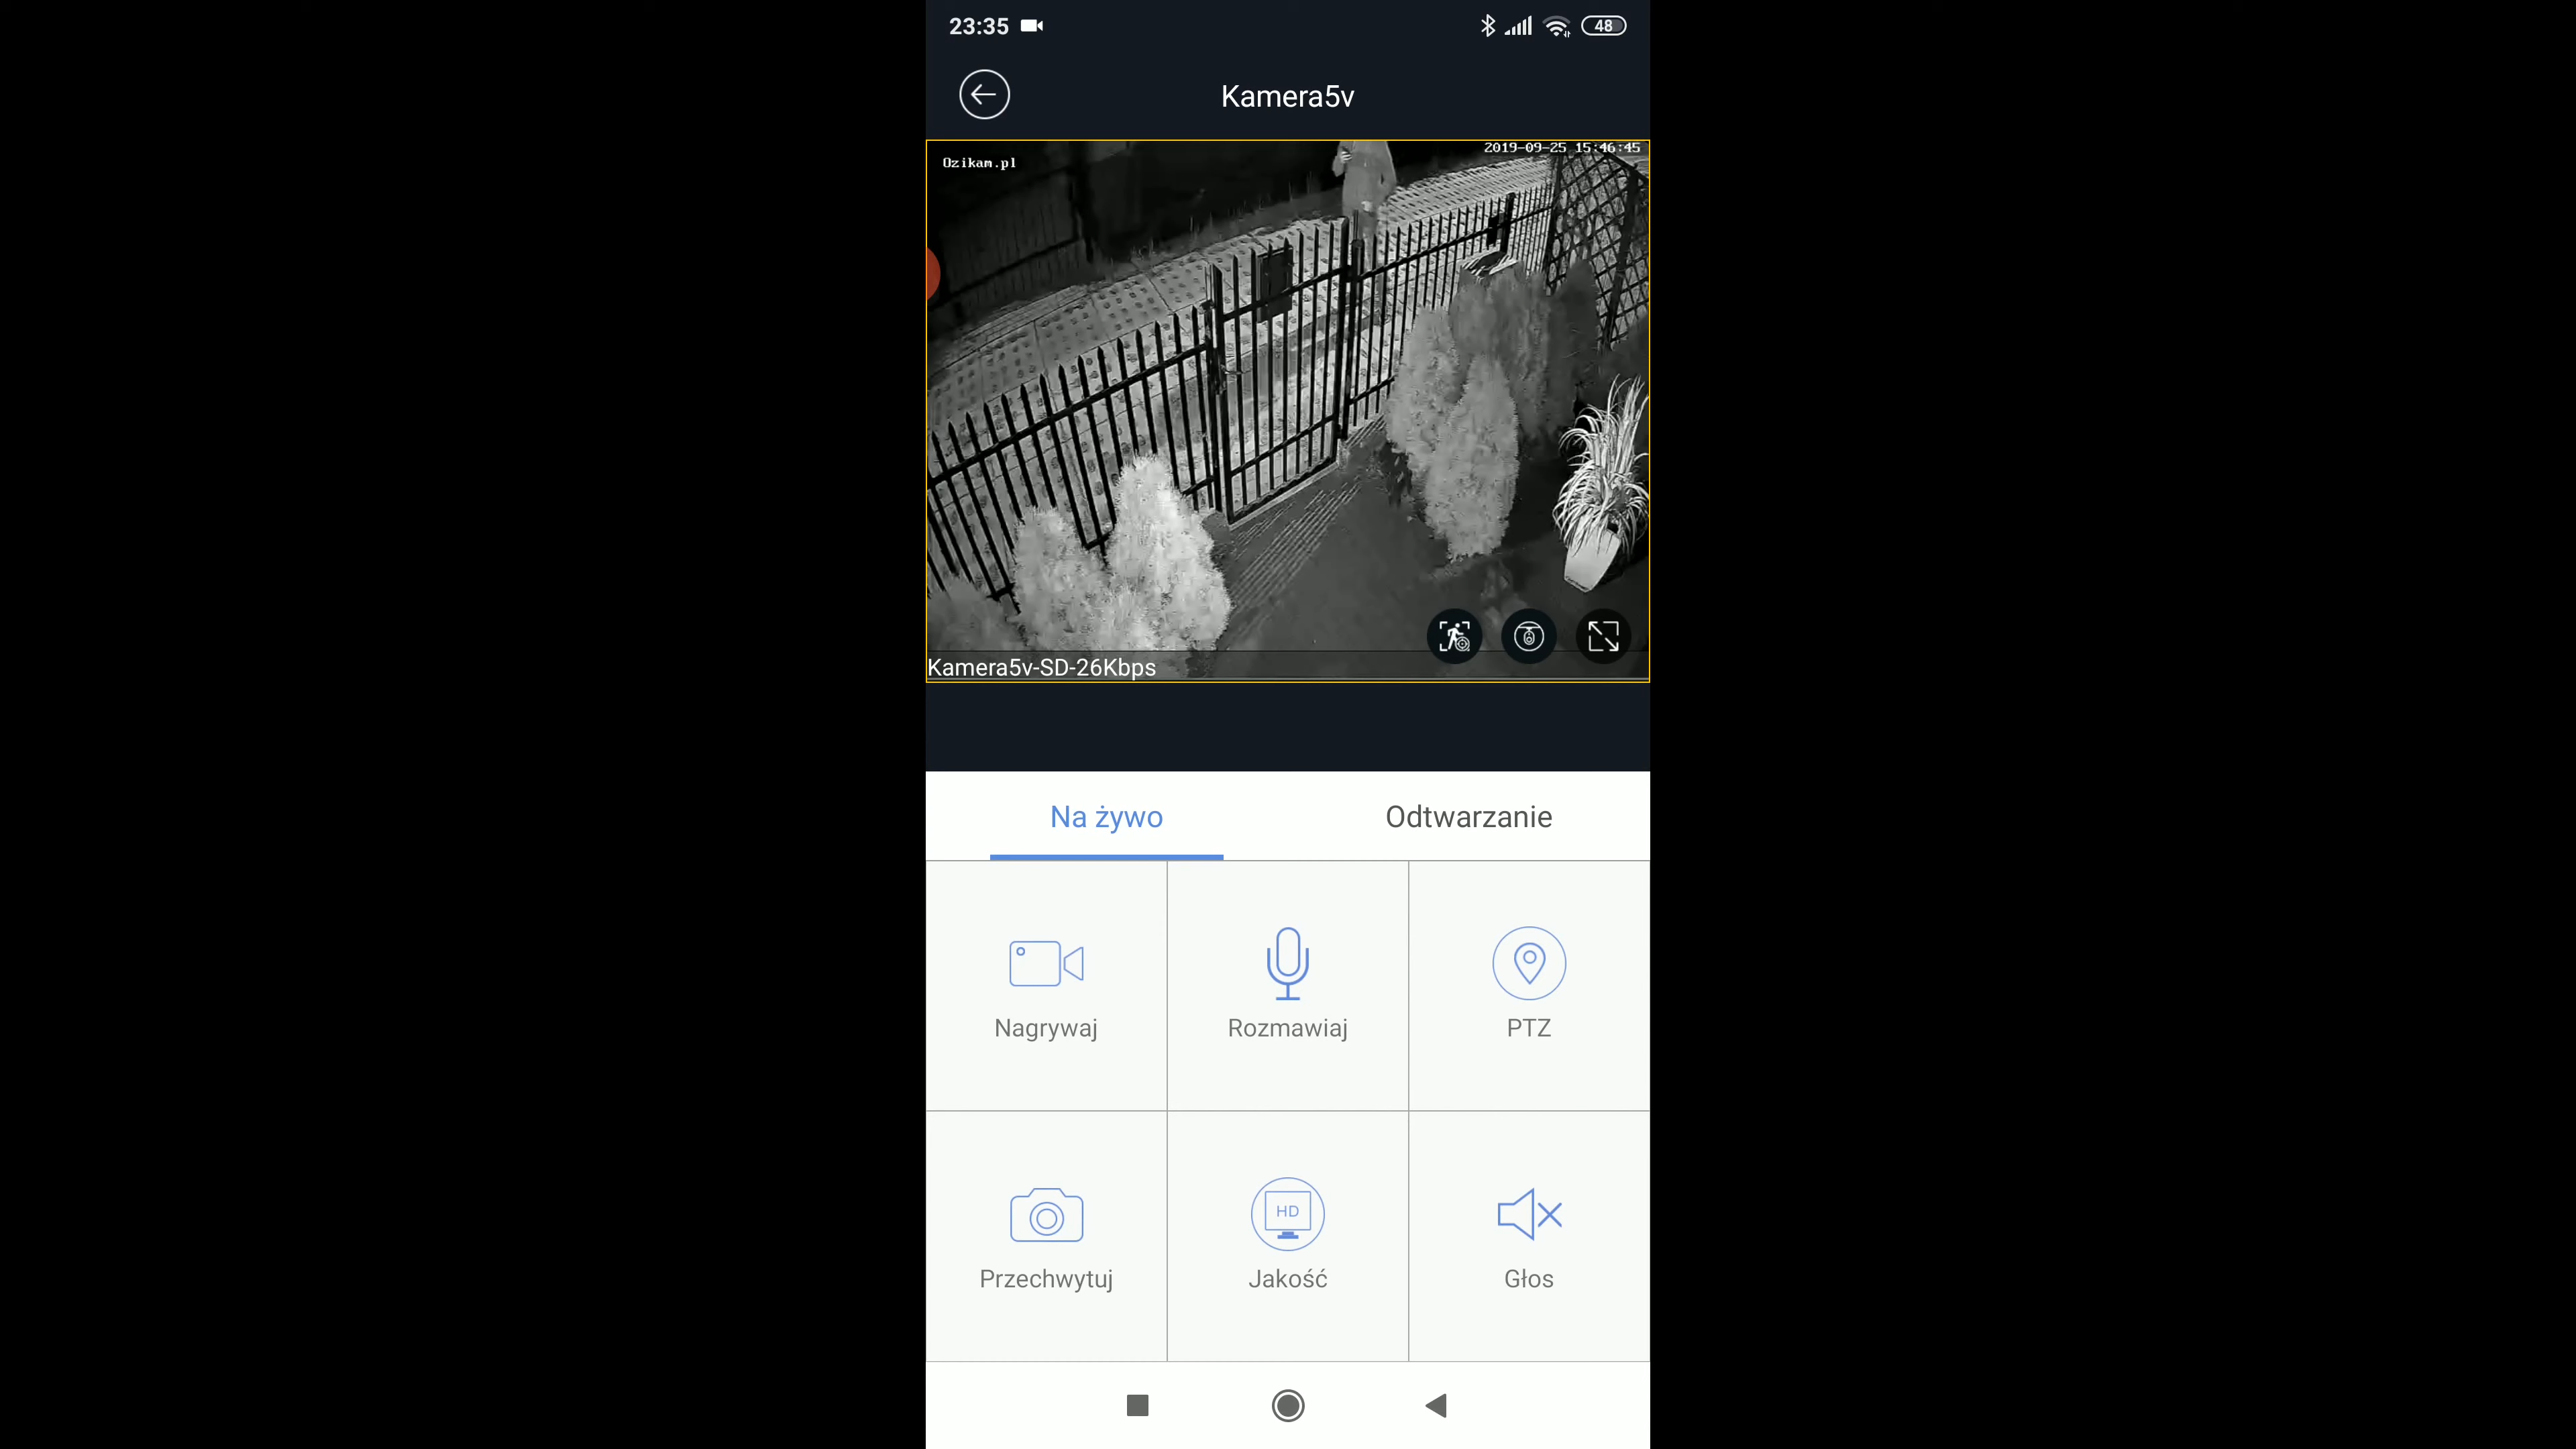 23:35
48
Kamera5v
2019-09-25 15:46:45
Ozikam.pl
Kamera5v-SD-26Kbps
Na żywo
Odtwarzanie
Nagrywaj
Rozmawiaj
PTZ
HD
Przechwytuj
Jakość
Głos